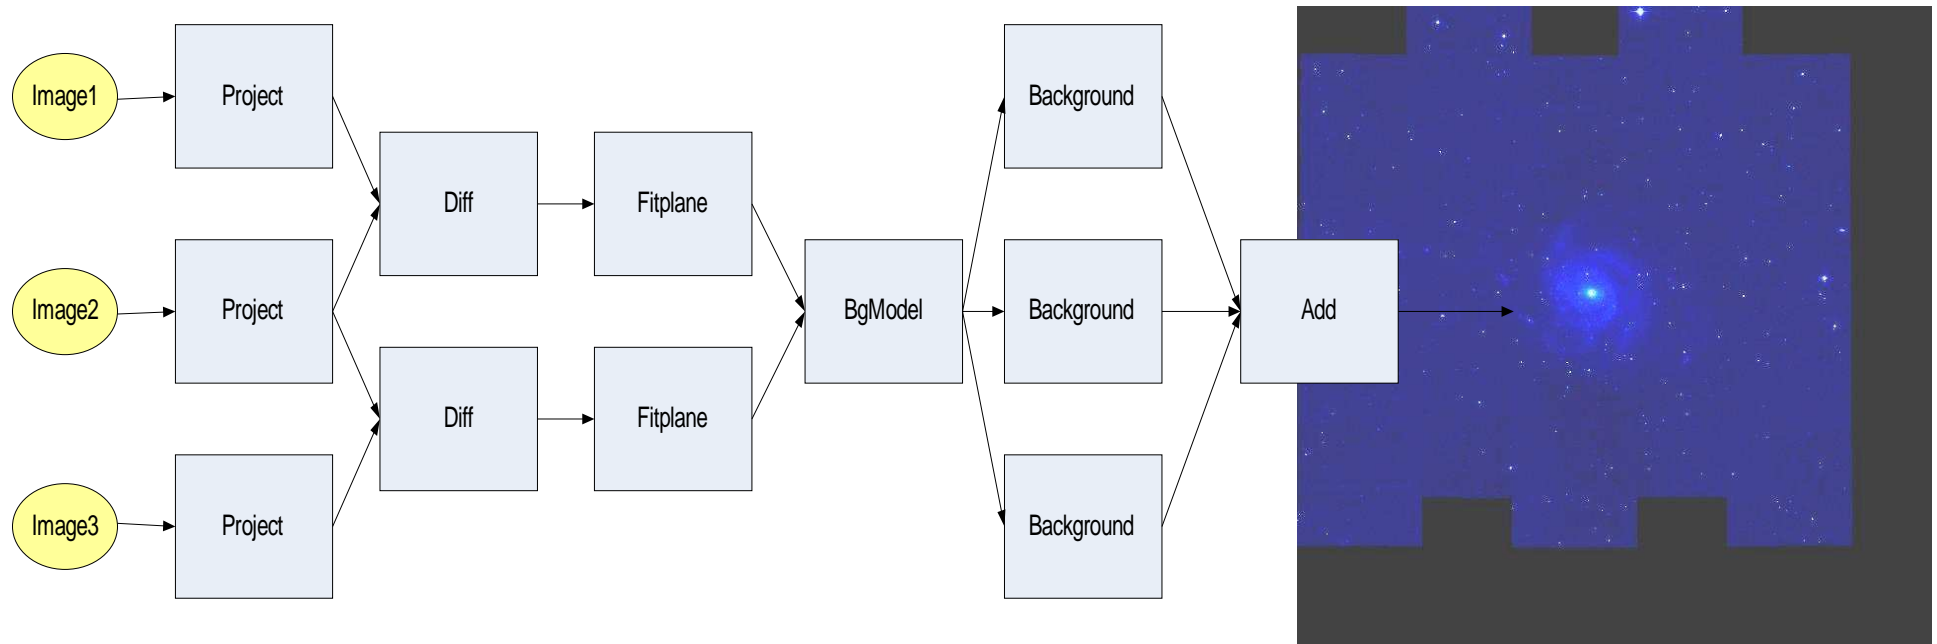 Image1
Project
Background
Diff
Fitplane
Image2
Project
BgModel
Background
Add
Diff
Fitplane
Image3
Project
Background